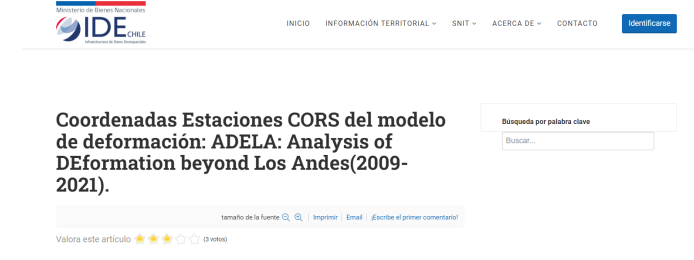 Ministerio de Bienes Nacionales
IDE CHILE
Infraestructura de Datos Geoespaciales
INICIO INFORMACIÓN TERRITORIAL SNIT ACERCA DE CONTACTO Identificarse
Coordenadas Estaciones CORS del modelo
de deformación: ADELA: Analysis of
DEformation beyond Los Andes(2009-
2021).
Búsqueda por palabra clave
Buscar...
tamaño de la fuente | Imprimir | Email | ¡Escribe el primer comentario!
Valora este artículo (3 votos)